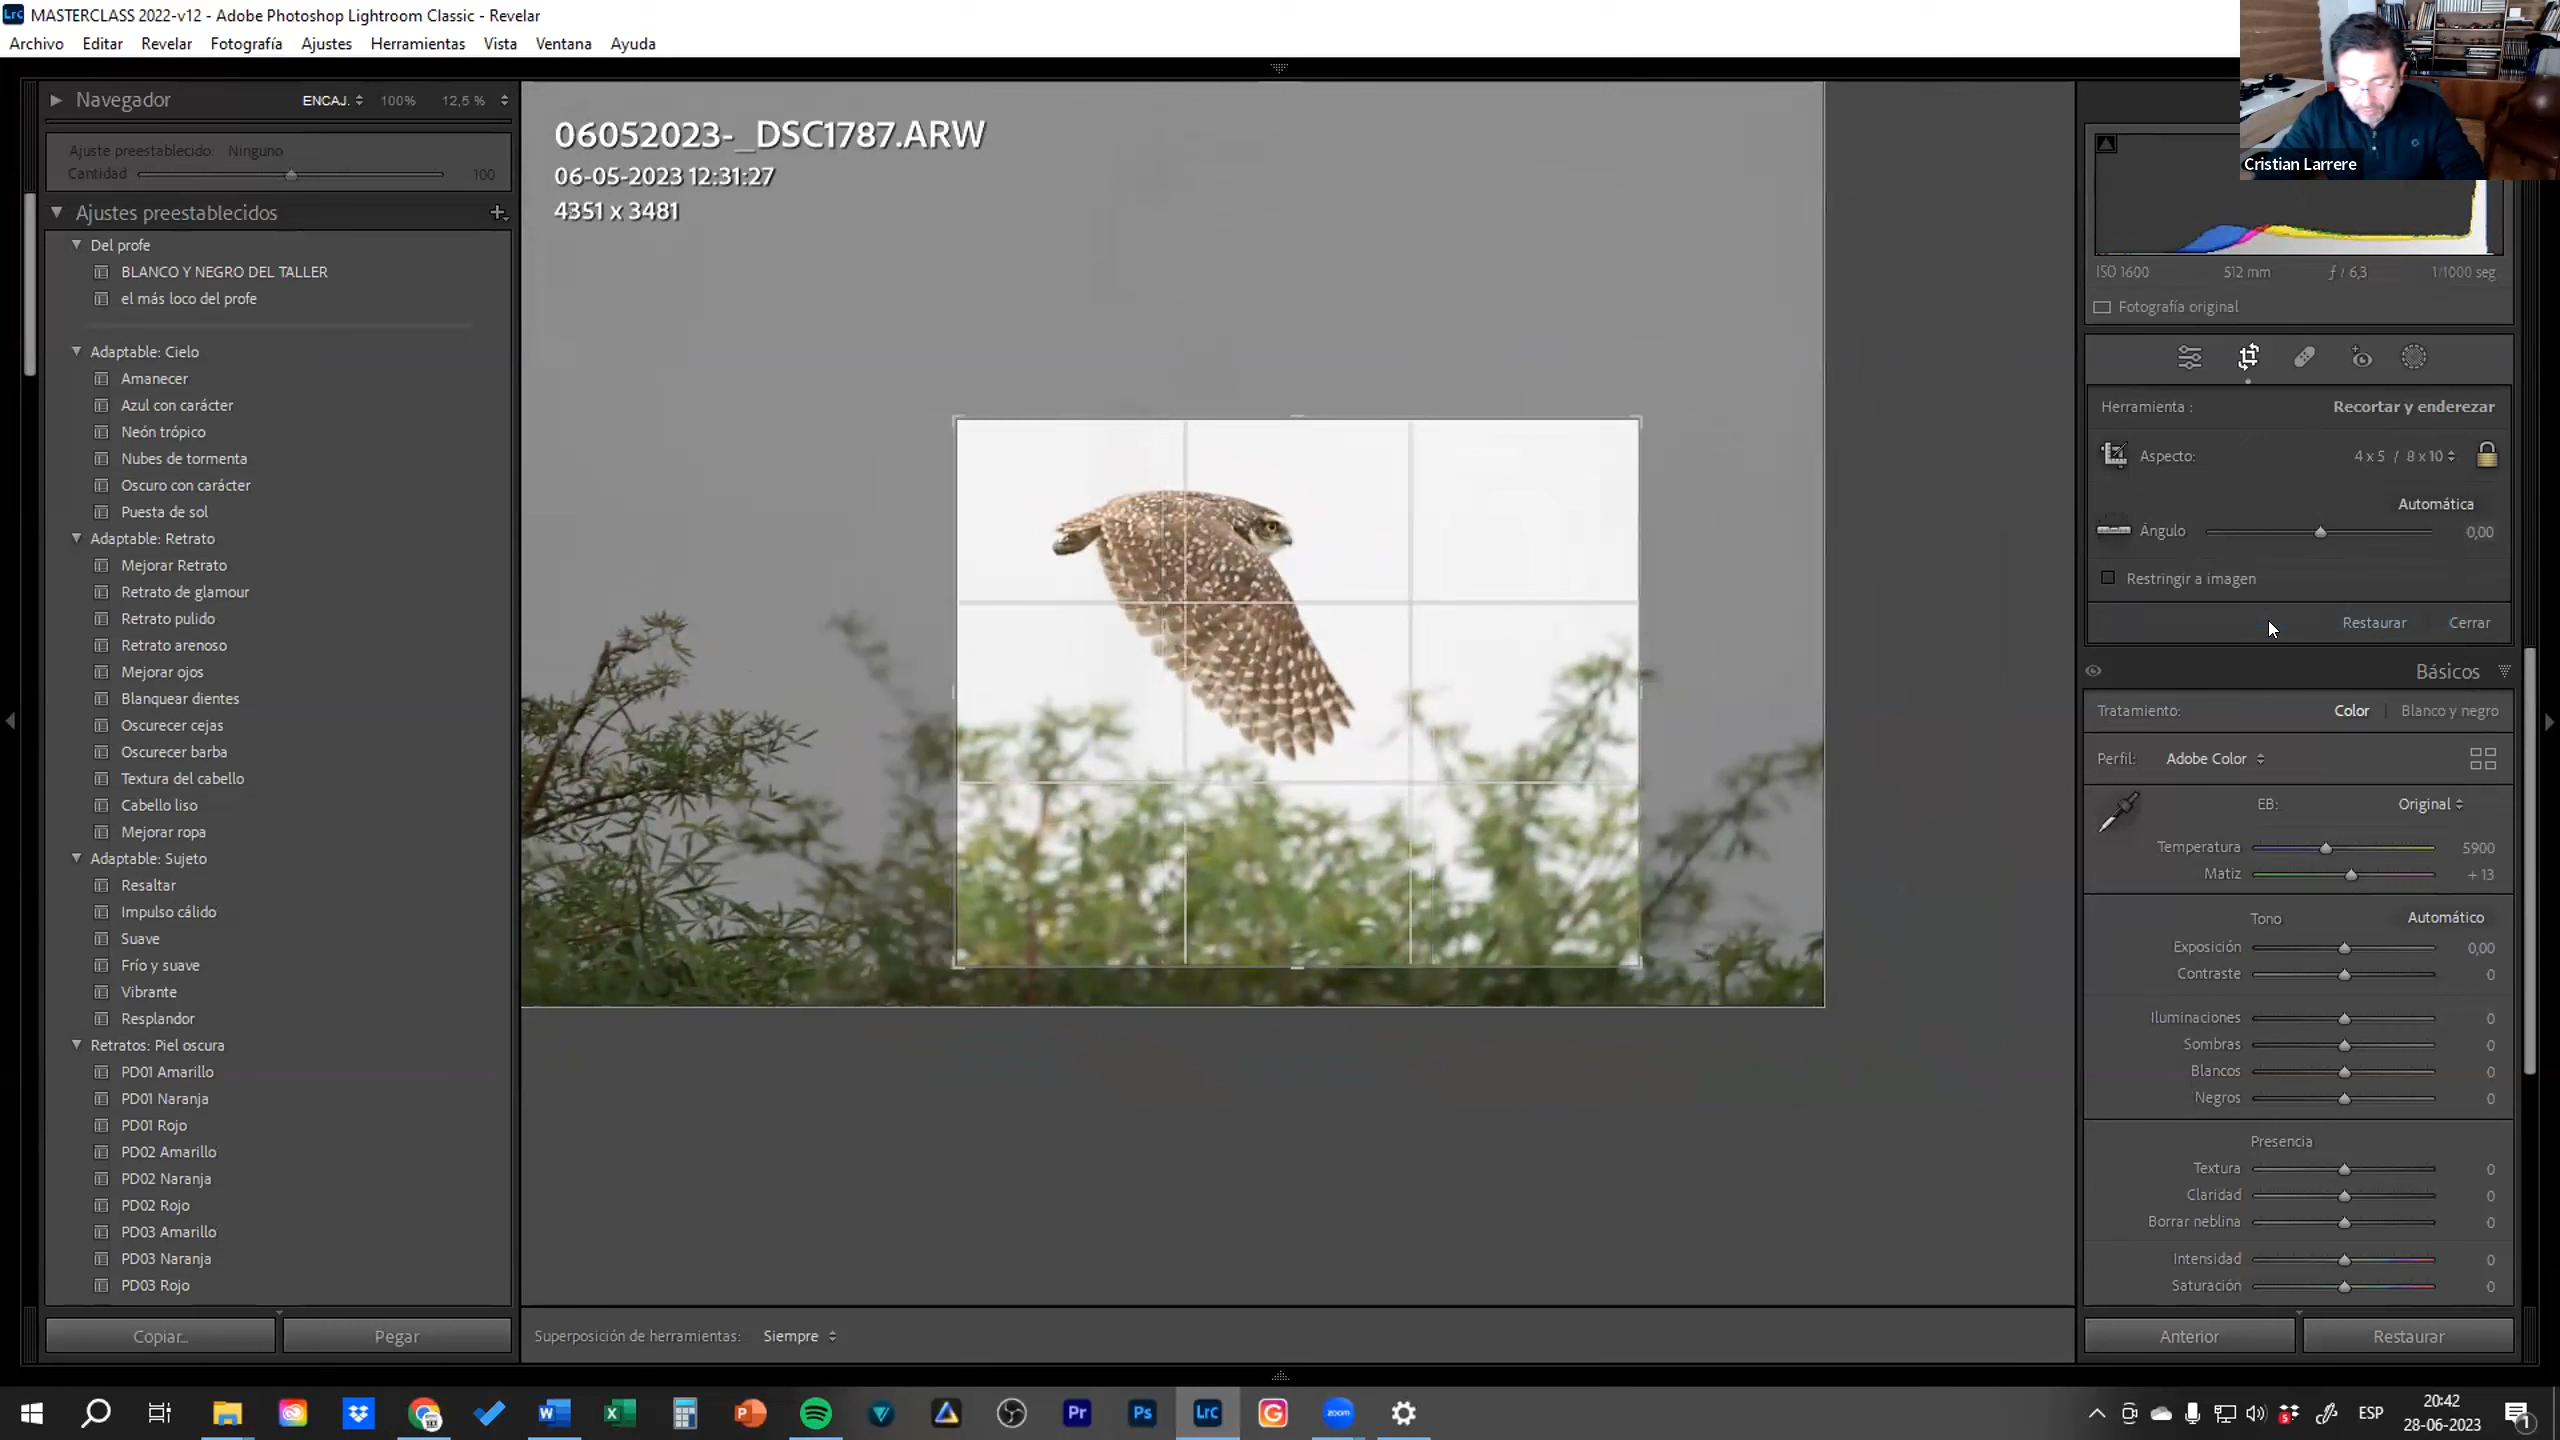 MASTERCLASS 2022-v12 - Adobe Photoshop Lightroom Classic - Revelar
Archivo Editar Revelar Fotografía Ajustes Herramientas Vista Ventana Ayuda
Navegador ENCAJ. 100% 12,5 %
Ajuste preestablecido: Ninguno
Cantidad 100
Ajustes preestablecidos
Del profe
BLANCO Y NEGRO DEL TALLER
el más loco del profe
Adaptable: Cielo
Amanecer
Azul con carácter
Neón trópico
Nubes de tormenta
Oscuro con carácter
Puesta de sol
Adaptable: Retrato
Mejorar Retrato
Retrato de glamour
Retrato pulido
Retrato arenoso
Mejorar ojos
Blanquear dientes
Oscurecer cejas
Oscurecer barba
Textura del cabello
Cabello liso
Mejorar ropa
Adaptable: Sujeto
Resaltar
Impulso cálido
Suave
Frío y suave
Vibrante
Resplandor
Retratos: Piel oscura
PD01 Amarillo
PD01 Naranja
PD01 Rojo
PD02 Amarillo
PD02 Naranja
PD02 Rojo
PD03 Amarillo
PD03 Naranja
PD03 Rojo
Copiar... Pegar
06052023-_DSC1787.ARW
06-05-2023 12:31:27
4351 x 3481
Superposición de herramientas: Siempre
Cristian Larrere
ISO 1600 512 mm ƒ / 6,3 1/1000 seg
Fotografía original
Herramienta : Recortar y enderezar
Aspecto: 4 x 5 / 8 x 10
Automática
Ángulo 0,00
Restringir a imagen
Restaurar Cerrar
Básicos
Tratamiento: Color Blanco y negro
Perfil: Adobe Color
EB: Original
Temperatura 5900
Matiz + 13
Tono Automático
Exposición 0,00
Contraste 0
Iluminaciones 0
Sombras 0
Blancos 0
Negros 0
Presencia
Textura 0
Claridad 0
Borrar neblina 0
Intensidad 0
Saturación 0
Anterior Restaurar
ESP
20:42
28-06-2023
Lrc
W
X
P
Pr
Ps
Lrc
G
zoom
S
1